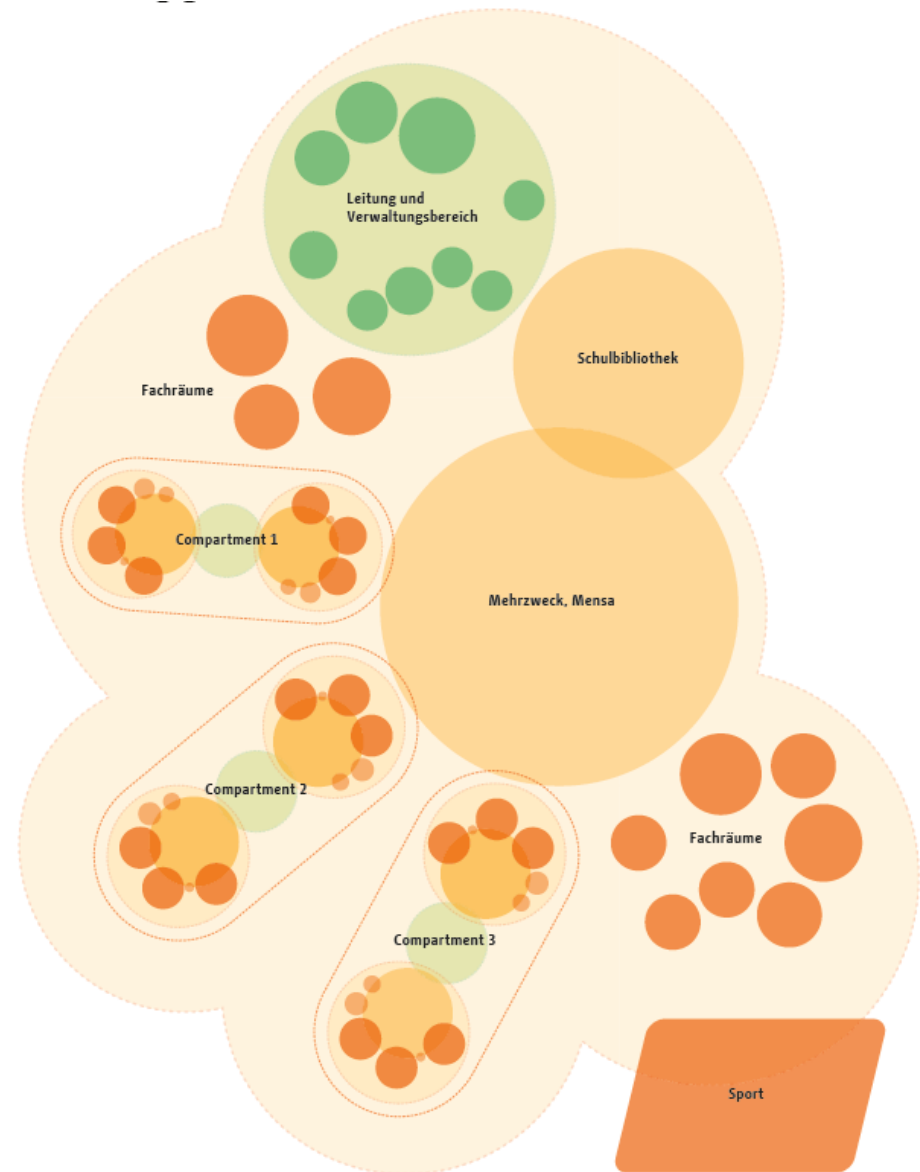 Leitung und
Verwaltungsbereich
Schulbibliothek
Fachräume
Compartment 1
Mehrzweck, Mensa
Compartment 2
Fachräume
Compartment 3
Sport